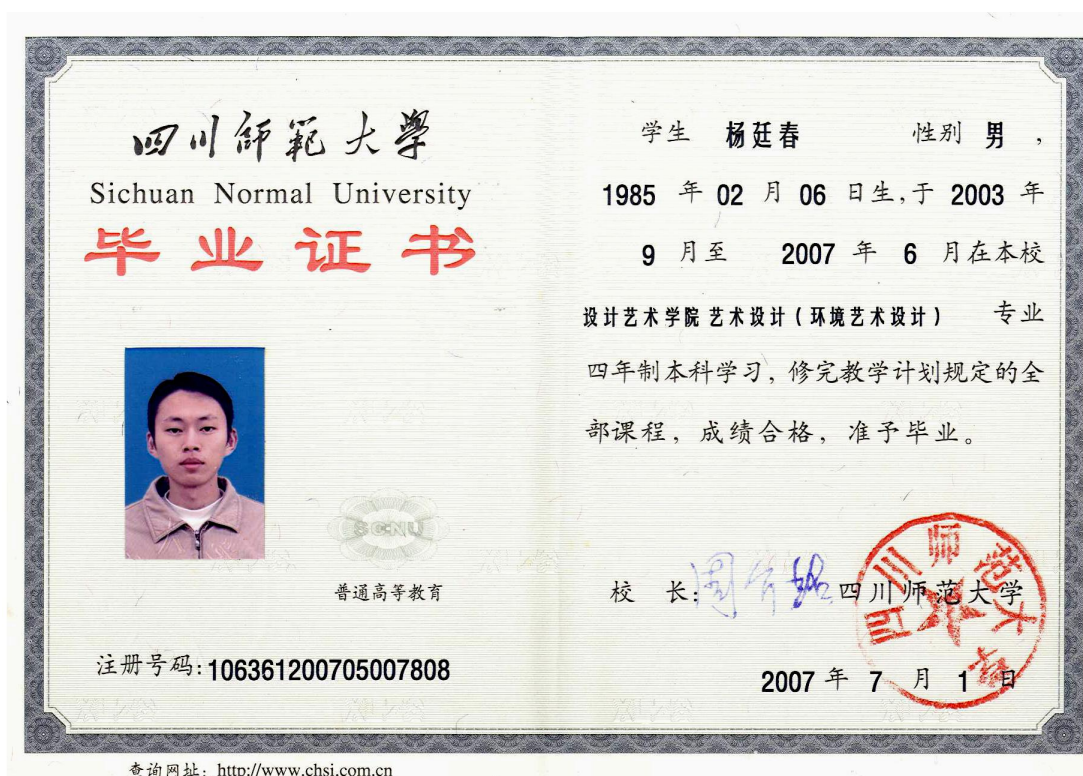 四川師範大學
Sichuan Normal University
毕业证书
SCNU
普通高等教育
注册号码:106361200705007808
学生 杨廷春 性别 男,
1985 年 02 月 06 日生,于 2003 年
9 月至 2007 年 6 月在本校
设计艺术学院 艺术设计(环境艺术设计) 专业
四年制本科学习,修完教学计划规定的全
部课程,成绩合格,准予毕业。
校 长:
四川师范大学
四川师范大学
2007 年 7 月 1 日
查询网址:http://www.chsi.com.cn